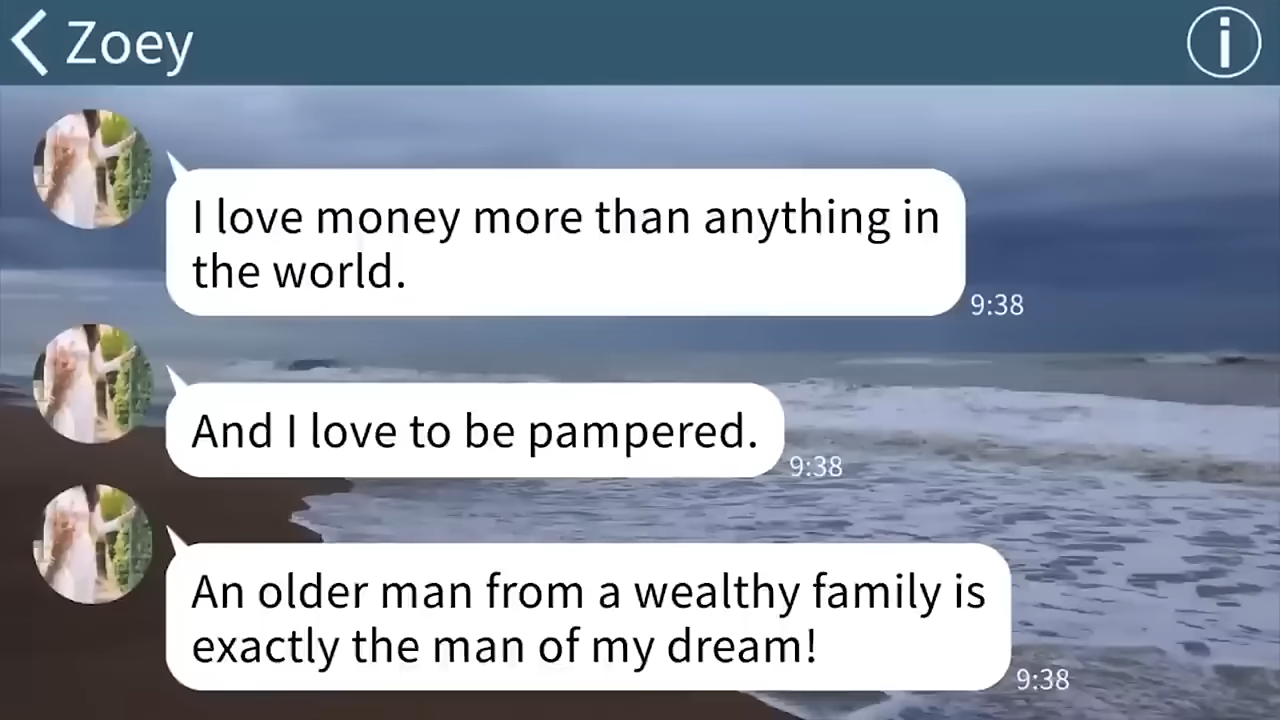 Zoey
I love money more than anything in
the world.
9:38
And I love to be pampered.
9:38
An older man from a wealthy family is
exactly the man of my dream!
9:38